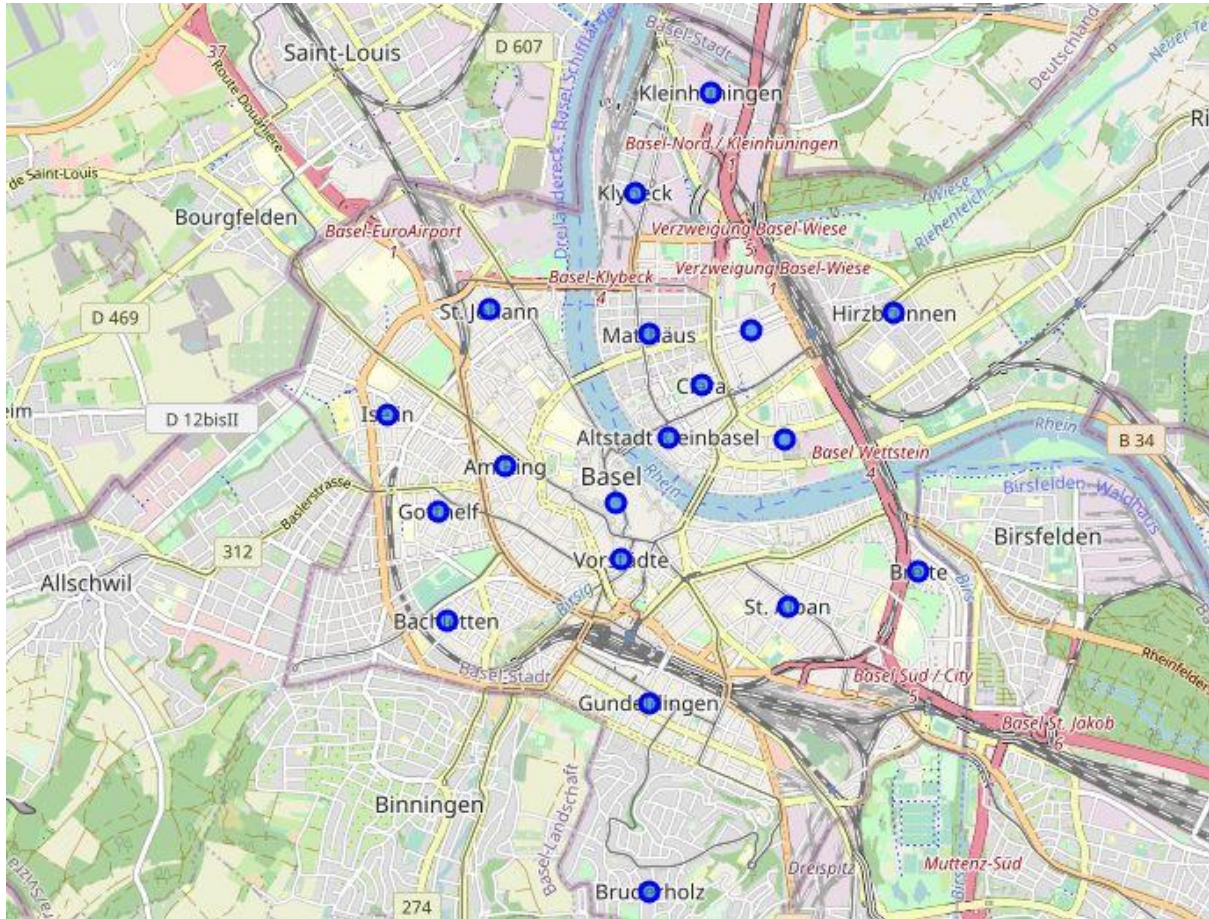 Saint-Louis
D 607
37
Route Douanière
Basel-Stadt
Deutschland
Dreiländereck - Basel Schifflände
Kleinhüningen
Basel-Nord / Kleinhüningen
1
de Saint-Louis
Bourgfelden
Klybeck
Wiese
Riehenteich
Basel-EuroAirport
1
Verzweigung Basel-Wiese
Verzweigung Basel-Wiese
1
Basel-Klybeck
4
D 469
St. Johann
Matthäus
Hirzbrunnen
Clara
D 12bisII
Iselin
Altstadt Kleinbasel
Basel Wettstein
4
Rhein
B 34
Am Ring
Basel
Rhein
Baslerstrasse
Gotthelf
Birsfelden-Waldhaus
312
Birsfelden
Allschwil
Vorstädte
Breite
Birsig
Birs
St. Alban
Bachletten
Basel-Stadt
Rheinfelder
Basel Süd / City
5
Gundeldingen
Basel St. Jakob
6
Binningen
Basel-Landschaft
Dreispitz
Muttenz-Süd
Bruderholz
274